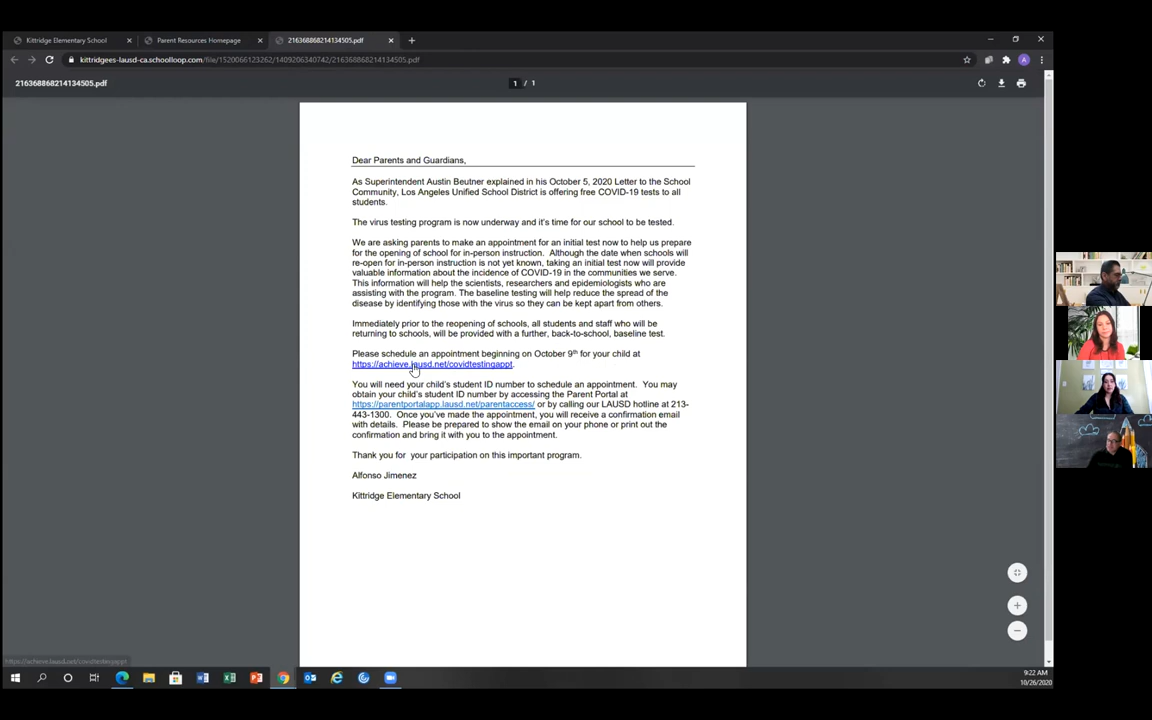 Kittridge Elementary School
Parent Resources Homepage
216368868214134505.pdf
kittridgees-lausd-ca.schoolloop.com/file/1520066123262/1409206340742/216368868214134505.pdf
216368868214134505.pdf
1 / 1
Dear Parents and Guardians,
As Superintendent Austin Beutner explained in his October 5, 2020 Letter to the School
Community, Los Angeles Unified School District is offering free COVID-19 tests to all
students.
The virus testing program is now underway and it's time for our school to be tested.
We are asking parents to make an appointment for an initial test now to help us prepare
for the opening of school for in-person instruction. Although the date when schools will
re-open for in-person instruction is not yet known, taking an initial test now will provide
valuable information about the incidence of COVID-19 in the communities we serve.
This information will help the scientists, researchers and epidemiologists who are
assisting with the program. The baseline testing will help reduce the spread of the
disease by identifying those with the virus so they can be kept apart from others.
Immediately prior to the reopening of schools, all students and staff who will be
returning to schools, will be provided with a further, back-to-school, baseline test.
Please schedule an appointment beginning on October 9th for your child at
https://achieve.lausd.net/covidtestingappt.
You will need your child's student ID number to schedule an appointment. You may
obtain your child's student ID number by accessing the Parent Portal at
https://parentportalapp.lausd.net/parentaccess/ or by calling our LAUSD hotline at 213-
443-1300. Once you've made the appointment, you will receive a confirmation email
with details. Please be prepared to show the email on your phone or print out the
confirmation and bring it with you to the appointment.
Thank you for your participation on this important program.
Alfonso Jimenez
Kittridge Elementary School
https://achieve.lausd.net/covidtestingappt
9:22 AM
10/26/2020